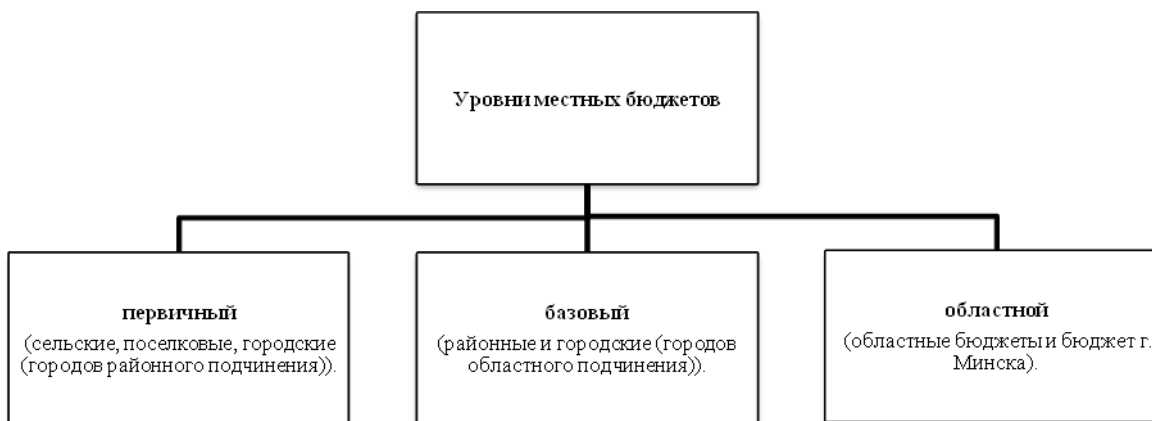 Уровни местных бюджетов
первичный
(сельские, поселковые, городские
(городов районного подчинения)).
базовый
(районные и городские (городов
областного подчинения)).
областной
(областные бюджеты и бюджет г.
Минска).